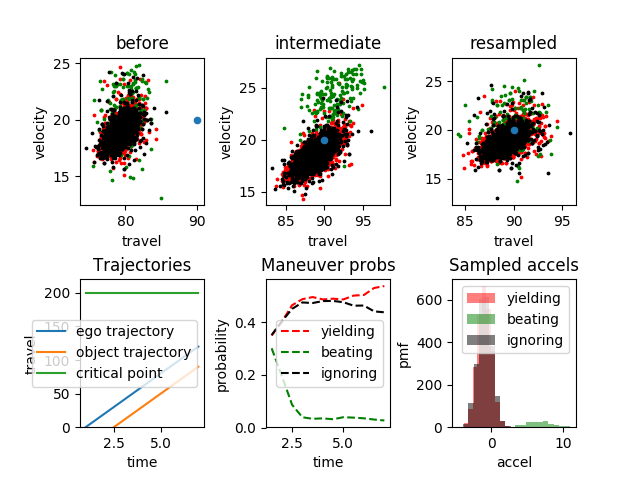 before
intermediate
resampled
25
20
15
velocity
80
90
travel
25
20
15
velocity
85
90
95
travel
25
20
15
velocity
85
90
95
travel
Trajectories
Maneuver probs
Sampled accels
200
150
100
50
0
travel
ego trajectory
object trajectory
critical point
2.5
5.0
time
0.4
0.2
0.0
probability
yielding
beating
ignoring
2.5
5.0
time
600
400
200
0
pmf
yielding
beating
ignoring
0
10
accel